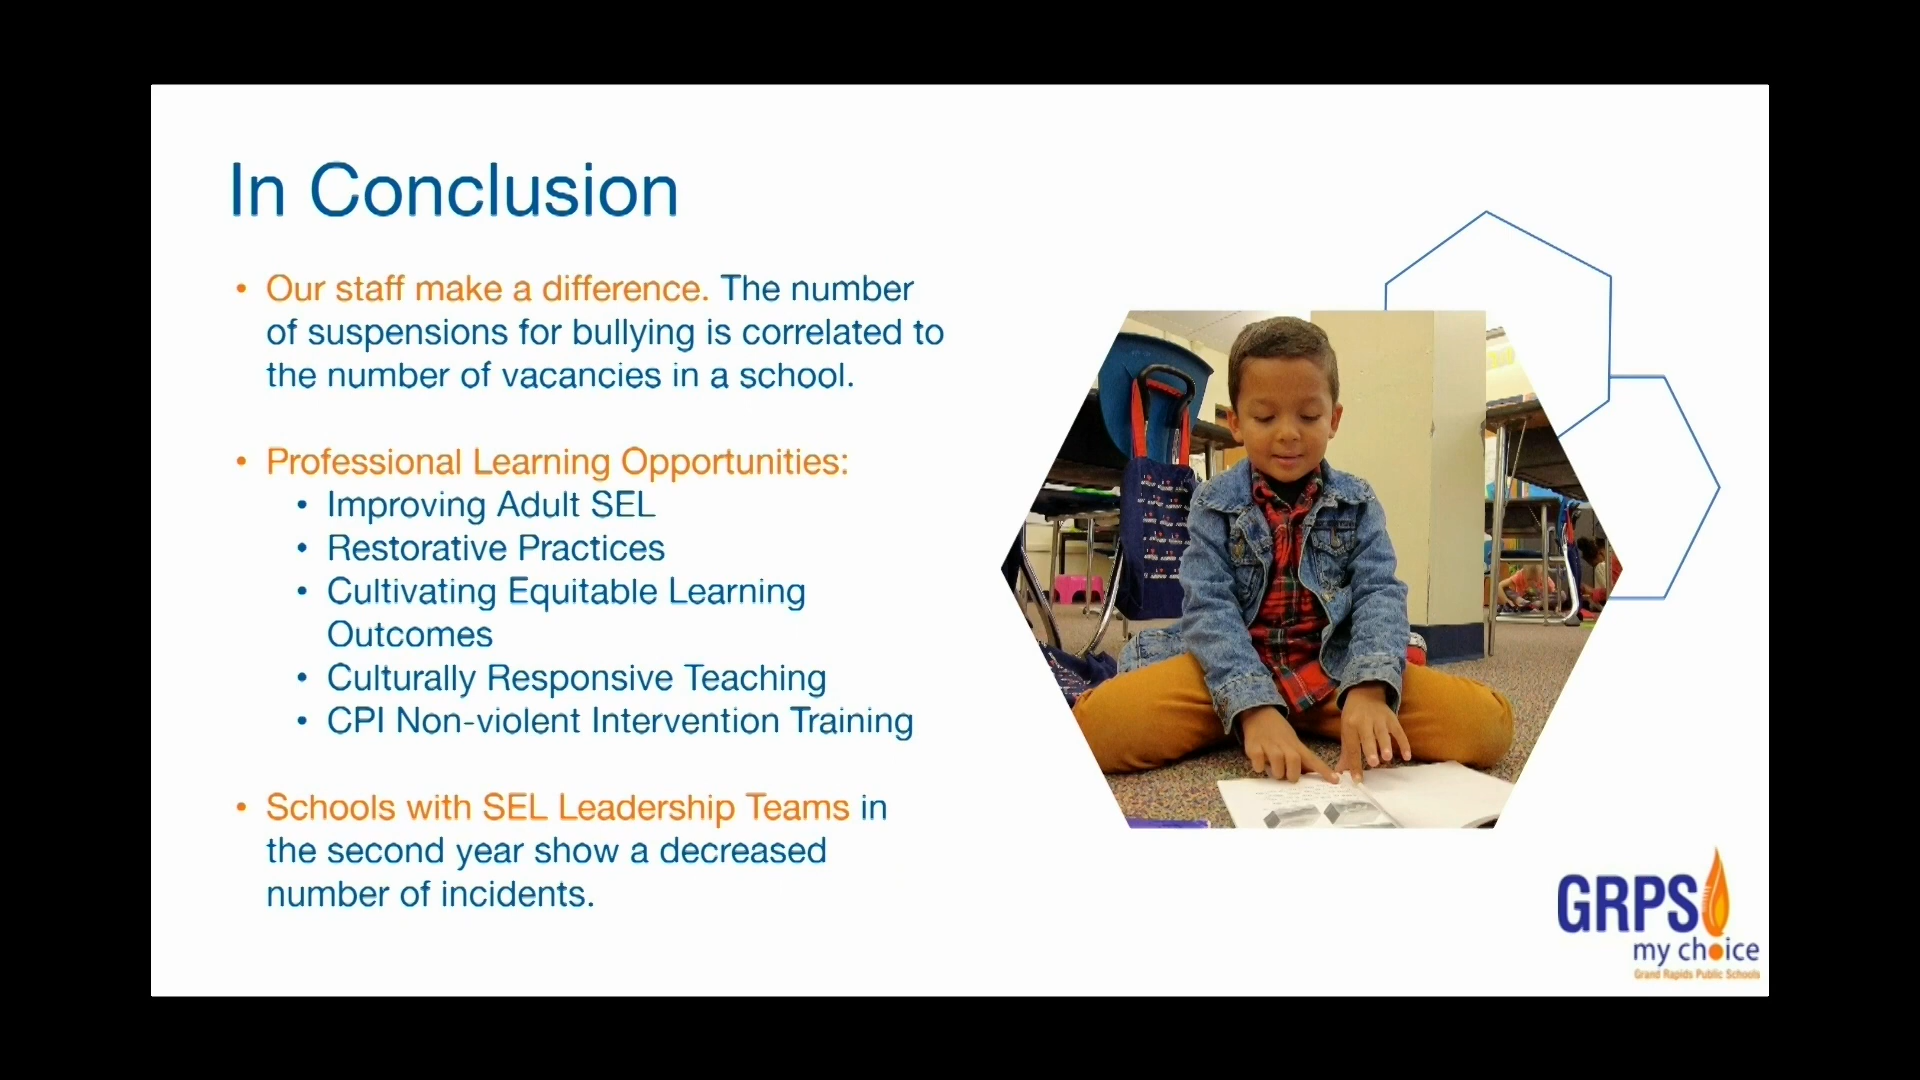 In Conclusion
• Our staff make a difference. The number
of suspensions for bullying is correlated to
the number of vacancies in a school.
• Professional Learning Opportunities:
• Improving Adult SEL
• Restorative Practices
• Cultivating Equitable Learning
Outcomes
• Culturally Responsive Teaching
• CPI Non-violent Intervention Training
• Schools with SEL Leadership Teams in
the second year show a decreased
number of incidents.
GRPS
my choice
Grand Rapids Public Schools